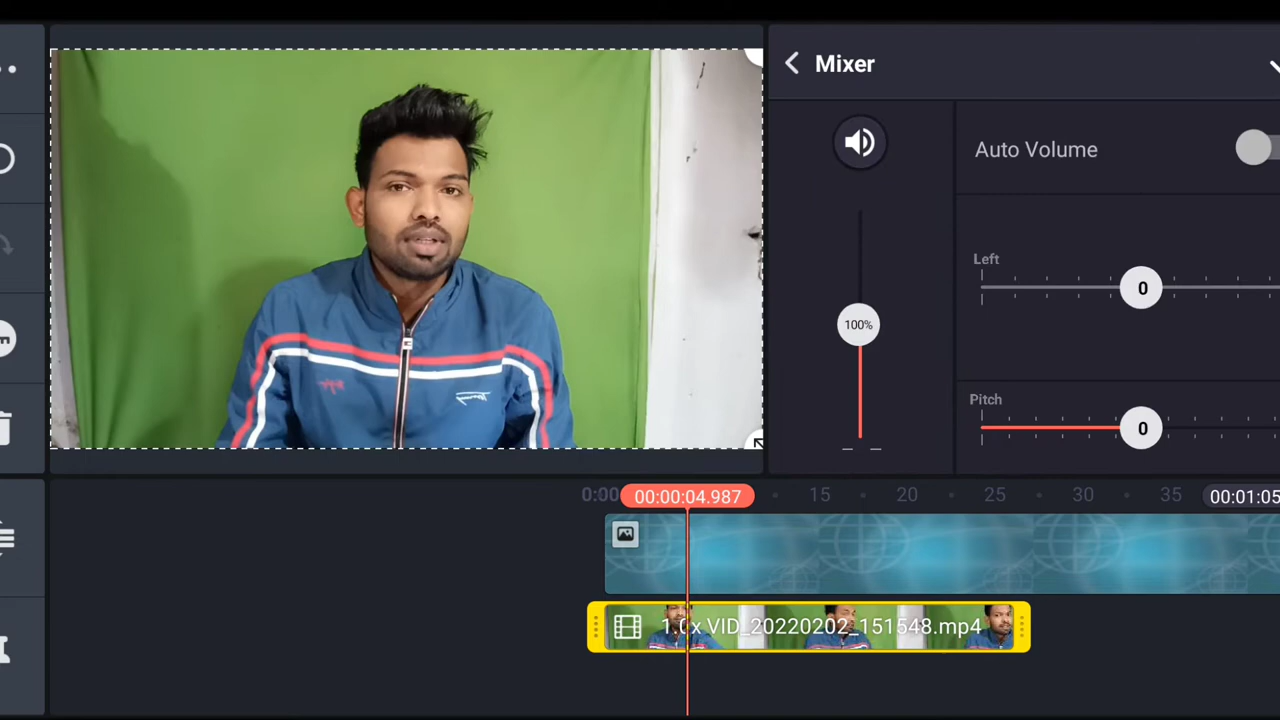 Mixer
Auto Volume
Left
0
100%
Pitch
0
0:00
00:00:04.987
15
20
25
30
35
00:01:05
1.0x VID_20220202_151548.mp4